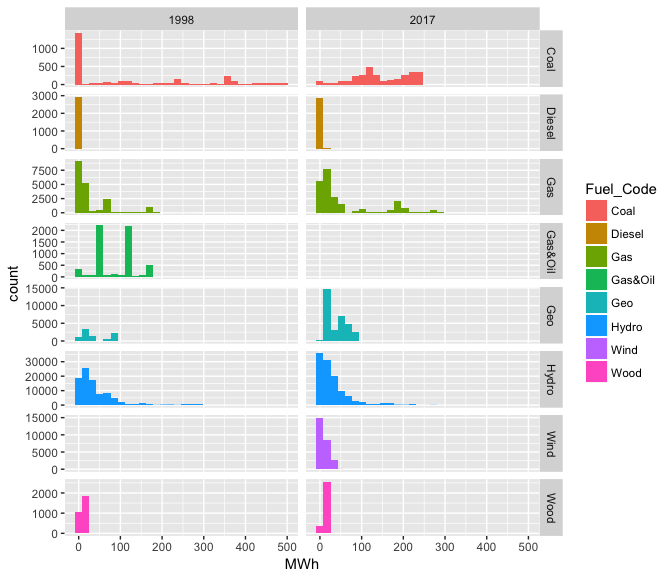 1998
2017
1000
500
0
Coal
3000
2000
1000
0
Diesel
7500
5000
2500
0
Gas
2000
1500
1000
500
0
Gas&Oil
15000
10000
5000
0
Geo
30000
20000
10000
0
Hydro
15000
10000
5000
0
Wind
2000
1000
0
Wood
0 100 200 300 400 500
0 100 200 300 400 500
MWh
count
Fuel_Code
Coal
Diesel
Gas
Gas&Oil
Geo
Hydro
Wind
Wood